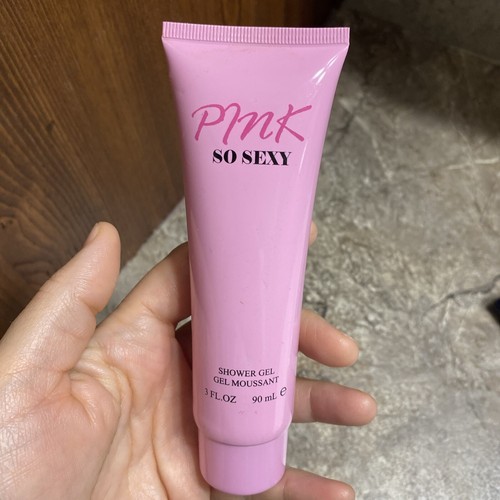 PINK
SO SEXY
SHOWER GEL
GEL MOUSSANT
3 FL.OZ 90 mL ℮